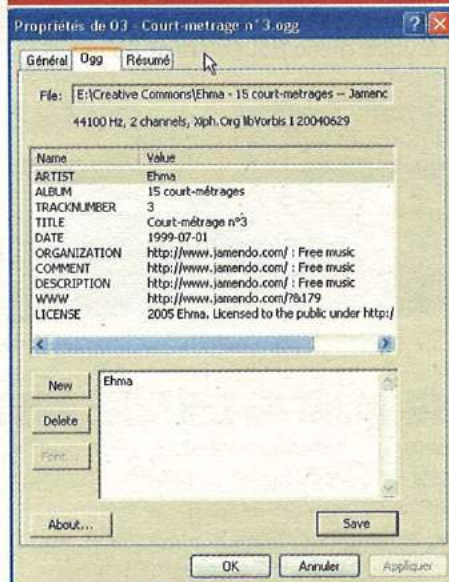 Propriétés de 03 - Court-metrage n°3.ogg
Général Ogg Résumé
File: E:\Creative Commons\Ehma - 15 court-metrages -- Jamenc
44100 Hz, 2 channels, Xiph.Org libVorbis I 20040629
Name Value
ARTIST Ehma
ALBUM 15 court-métrages
TRACKNUMBER 3
TITLE Court-métrage n°3
DATE 1999-07-01
ORGANIZATION http://www.jamendo.com/ : Free music
COMMENT http://www.jamendo.com/ : Free music
DESCRIPTION http://www.jamendo.com/ : Free music
WWW http://www.jamendo.com/?&179
LICENSE 2005 Ehma. Licensed to the public under http:/
New Ehma
Delete
Font...
About... Save
OK Annuler Appliquer